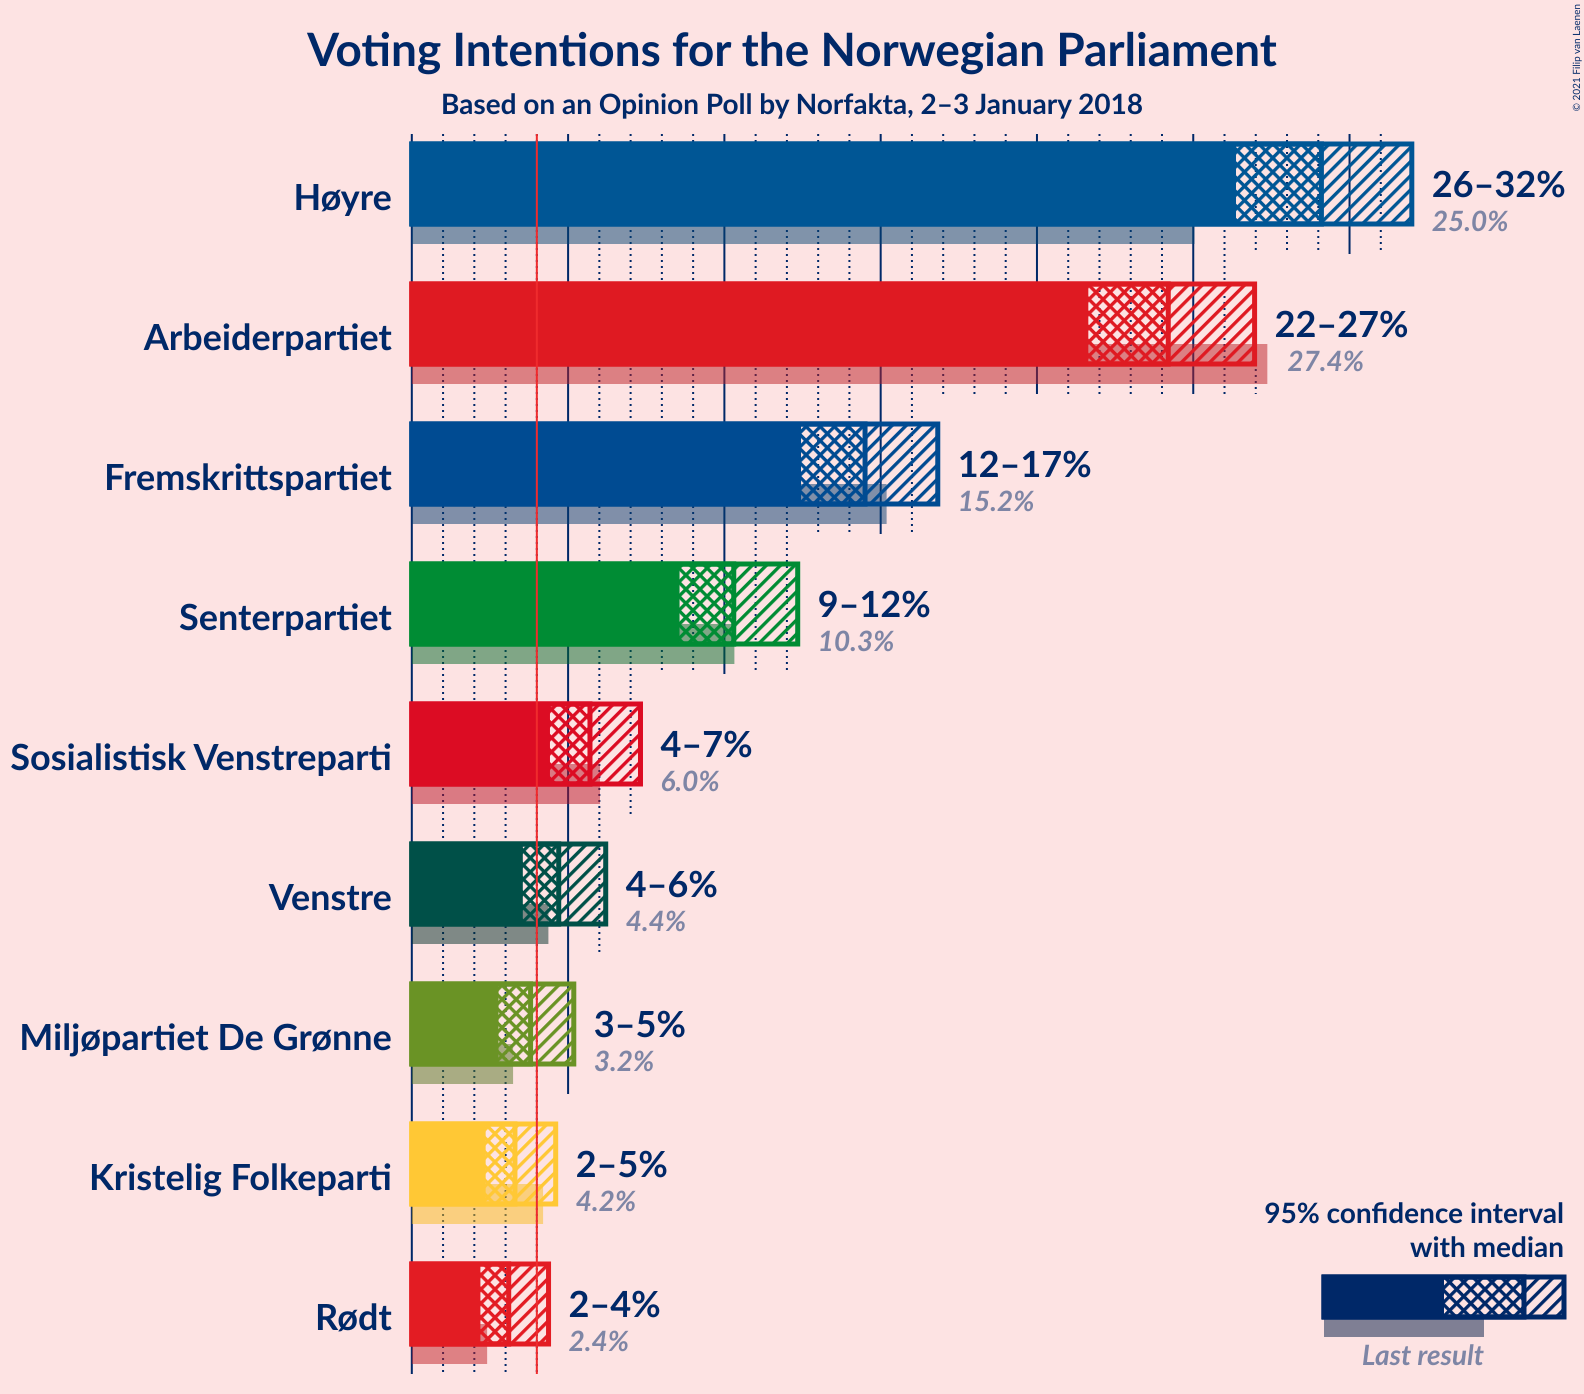 Voting Intentions for the Norwegian Parliament
Based on an Opinion Poll by Norfakta, 2–3 January 2018
© 2021 Filip van Laenen
Høyre
26–32%
25.0%
Arbeiderpartiet
22–27%
27.4%
Fremskrittspartiet
12–17%
15.2%
Senterpartiet
9–12%
10.3%
Sosialistisk Venstreparti
4–7%
6.0%
Venstre
4–6%
4.4%
Miljøpartiet De Grønne
3–5%
3.2%
Kristelig Folkeparti
2–5%
4.2%
Rødt
2–4%
2.4%
95% confidence interval
with median
Last result